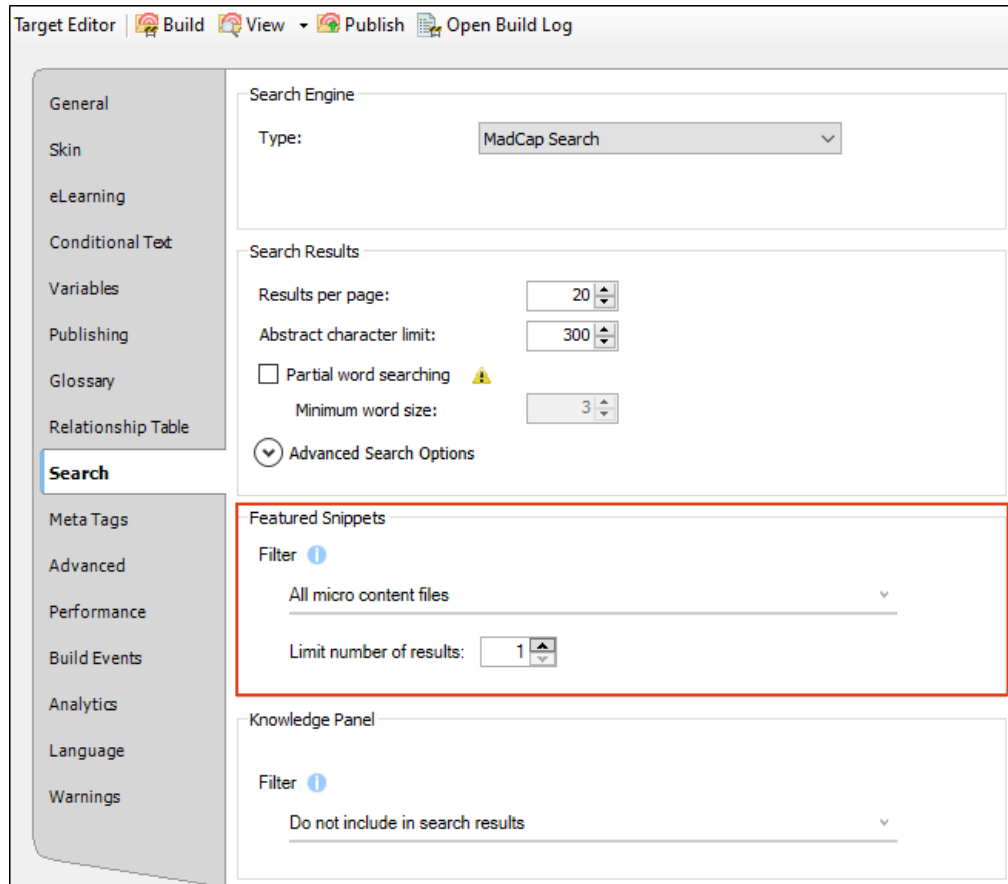 Target Editor Build View Publish Open Build Log
General
Skin
eLearning
Conditional Text
Variables
Publishing
Glossary
Relationship Table
Search
Meta Tags
Advanced
Performance
Build Events
Analytics
Language
Warnings
Search Engine
Type: MadCap Search
Search Results
Results per page: 20
Abstract character limit: 300
Partial word searching
Minimum word size: 3
Advanced Search Options
Featured Snippets
Filter
All micro content files
Limit number of results: 1
Knowledge Panel
Filter
Do not include in search results